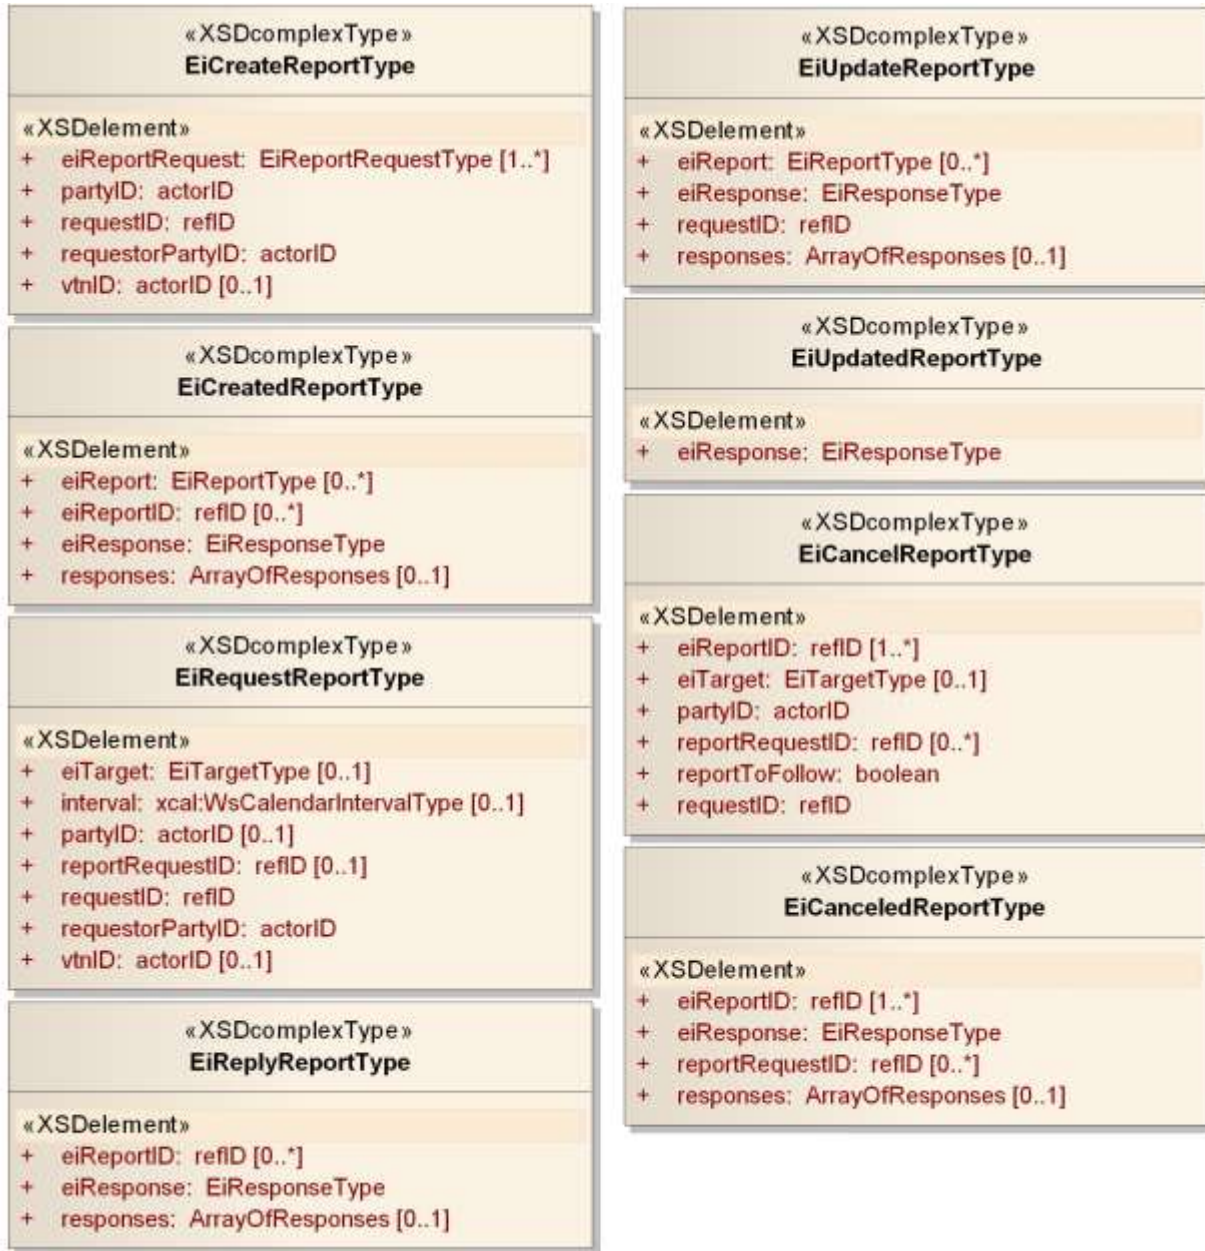 «XSDcomplexType»
EiCreateReportType
«XSDelement»
+ eiReportRequest: EiReportRequestType [1..*]
+ partyID: actorID
+ requestID: refID
+ requestorPartyID: actorID
+ vtnID: actorID [0..1]
«XSDcomplexType»
EiCreatedReportType
«XSDelement»
+ eiReport: EiReportType [0..*]
+ eiReportID: refID [0..*]
+ eiResponse: EiResponseType
+ responses: ArrayOfResponses [0..1]
«XSDcomplexType»
EiRequestReportType
«XSDelement»
+ eiTarget: EiTargetType [0..1]
+ interval: xcal:WsCalendarIntervalType [0..1]
+ partyID: actorID [0..1]
+ reportRequestID: refID [0..1]
+ requestID: refID
+ requestorPartyID: actorID
+ vtnID: actorID [0..1]
«XSDcomplexType»
EiReplyReportType
«XSDelement»
+ eiReportID: refID [0..*]
+ eiResponse: EiResponseType
+ responses: ArrayOfResponses [0..1]
«XSDcomplexType»
EiUpdateReportType
«XSDelement»
+ eiReport: EiReportType [0..*]
+ eiResponse: EiResponseType
+ requestID: refID
+ responses: ArrayOfResponses [0..1]
«XSDcomplexType»
EiUpdatedReportType
«XSDelement»
+ eiResponse: EiResponseType
«XSDcomplexType»
EiCancelReportType
«XSDelement»
+ eiReportID: refID [1..*]
+ eiTarget: EiTargetType [0..1]
+ partyID: actorID
+ reportRequestID: refID [0..*]
+ reportToFollow: boolean
+ requestID: refID
«XSDcomplexType»
EiCanceledReportType
«XSDelement»
+ eiReportID: refID [1..*]
+ eiResponse: EiResponseType
+ reportRequestID: refID [0..*]
+ responses: ArrayOfResponses [0..1]